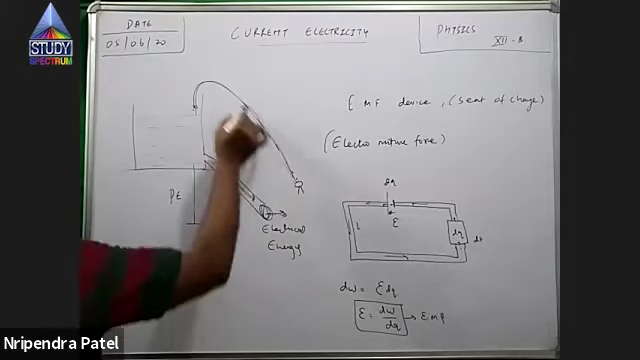 STUDY
SPECTRUM
DATE
05/06/20
CURRENT ELECTRICITY
PHYSICS
XII - B
EMF device, (seat of charge)
(Electro motive force)
PE
Electrical
Energy
dq
ε
i
dq
dt
dw = εdq
ε = dw/dq → EMF
Nripendra Patel